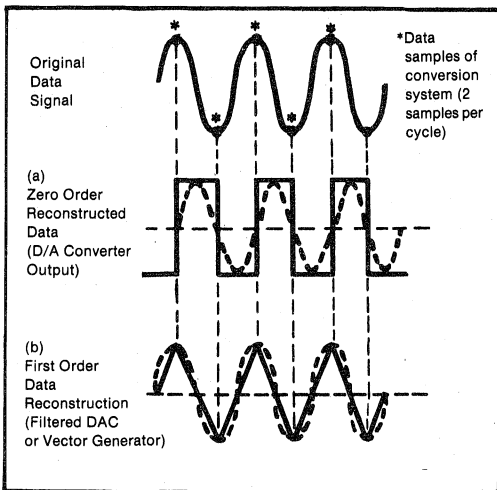 Original
Data
Signal
* * *
* *
*Data
samples of
conversion
system (2
samples per
cycle)
(a)
Zero Order
Reconstructed
Data
(D/A Converter
Output)
(b)
First Order
Data
Reconstruction
(Filtered DAC
or Vector Generator)